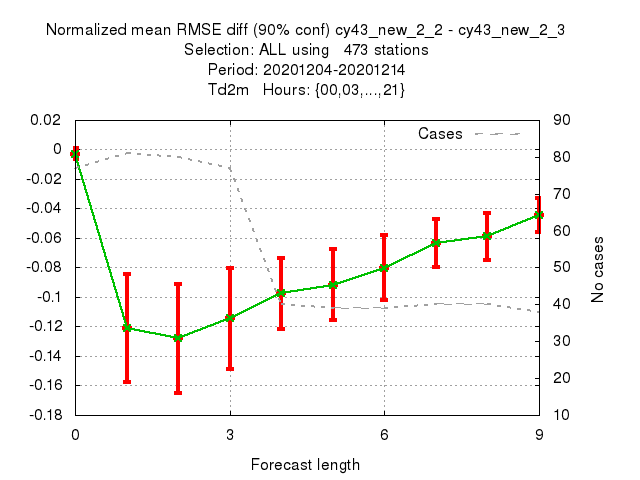 Normalized mean RMSE diff (90% conf) cy43_new_2_2 - cy43_new_2_3
Selection: ALL using   473 stations
Period: 20201204-20201214
Td2m   Hours: {00,03,...,21}
Cases
0.02
0
-0.02
-0.04
-0.06
-0.08
-0.1
-0.12
-0.14
-0.16
-0.18
90
80
70
60
50
40
30
20
10
No cases
0 3 6 9
Forecast length